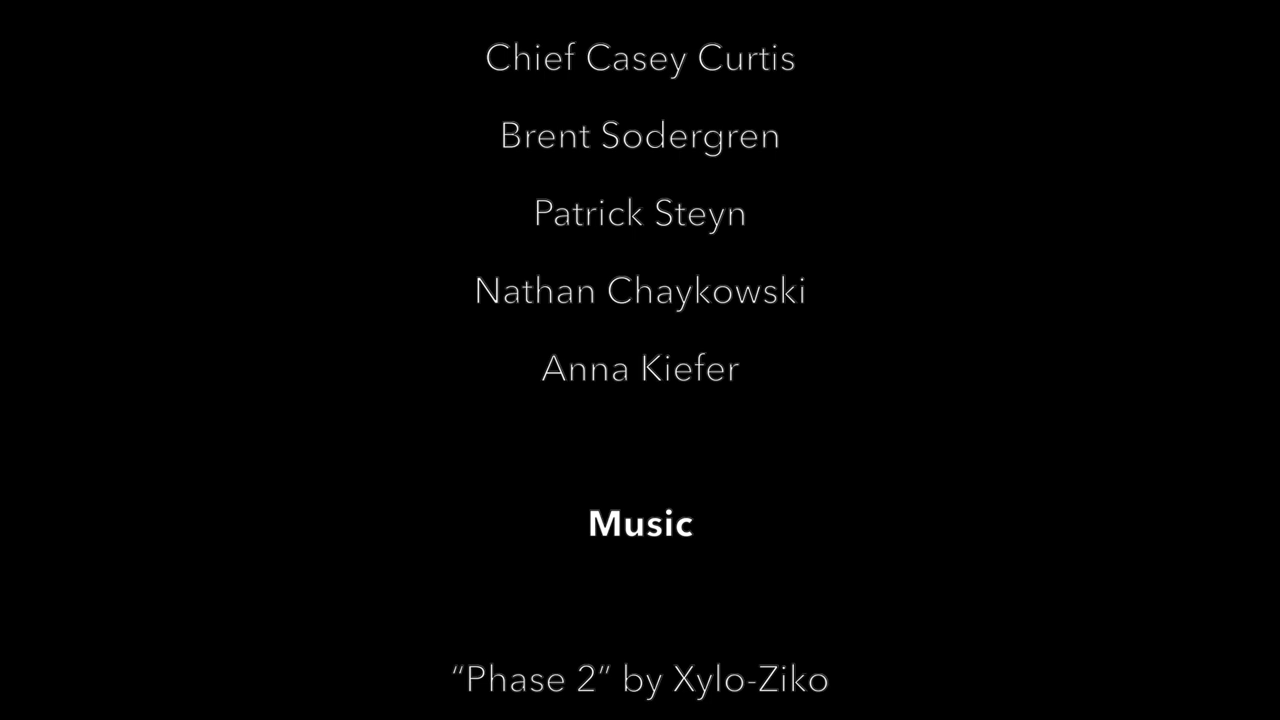 Chief Casey Curtis
Brent Sodergren
Patrick Steyn
Nathan Chaykowski
Anna Kiefer
Music
“Phase 2” by Xylo-Ziko